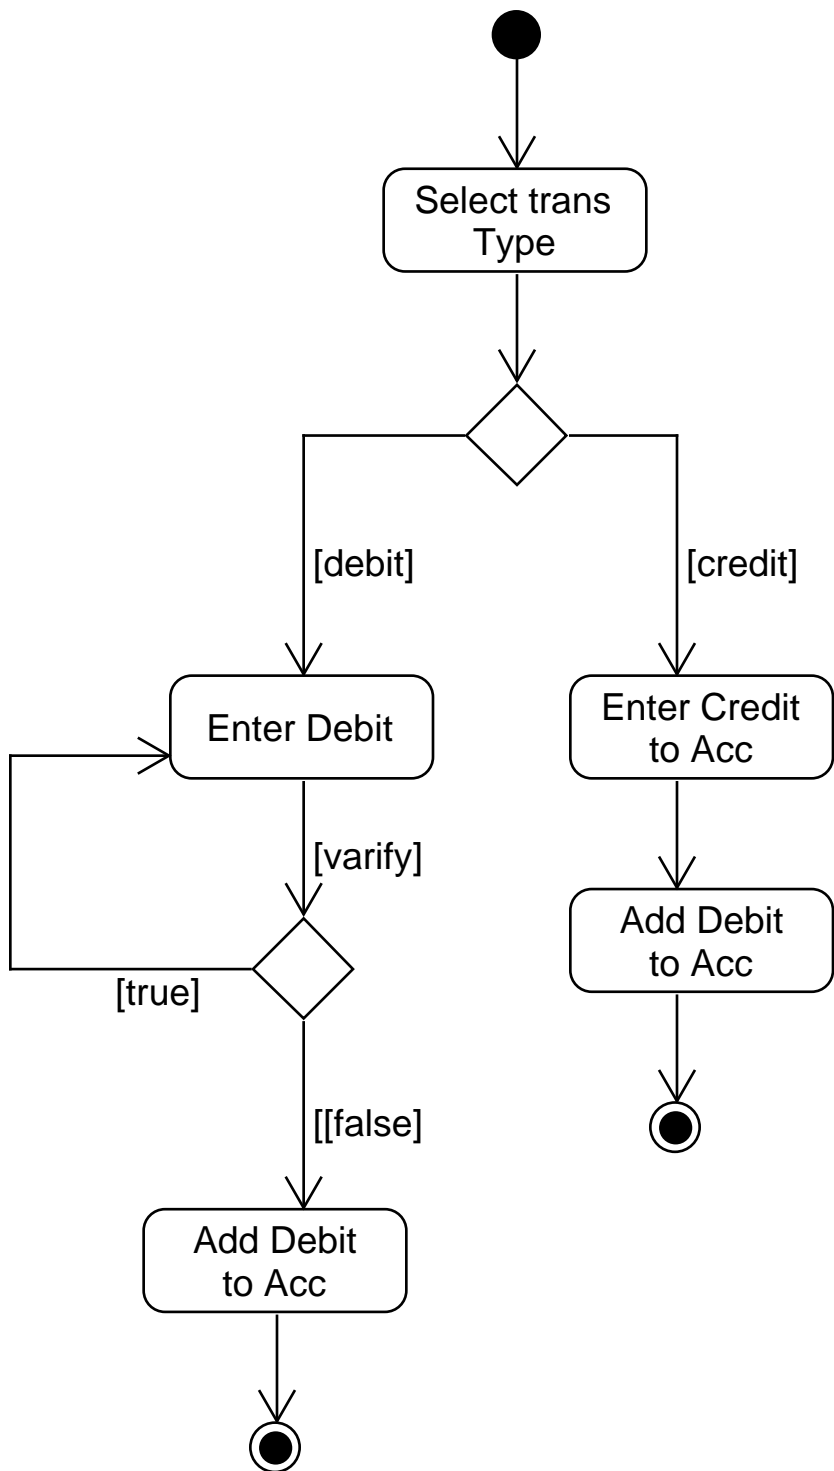 Select trans
Type
[debit]
[credit]
Enter Debit
Enter Credit
to Acc
[varify]
Add Debit
to Acc
[true]
[[false]
Add Debit
to Acc